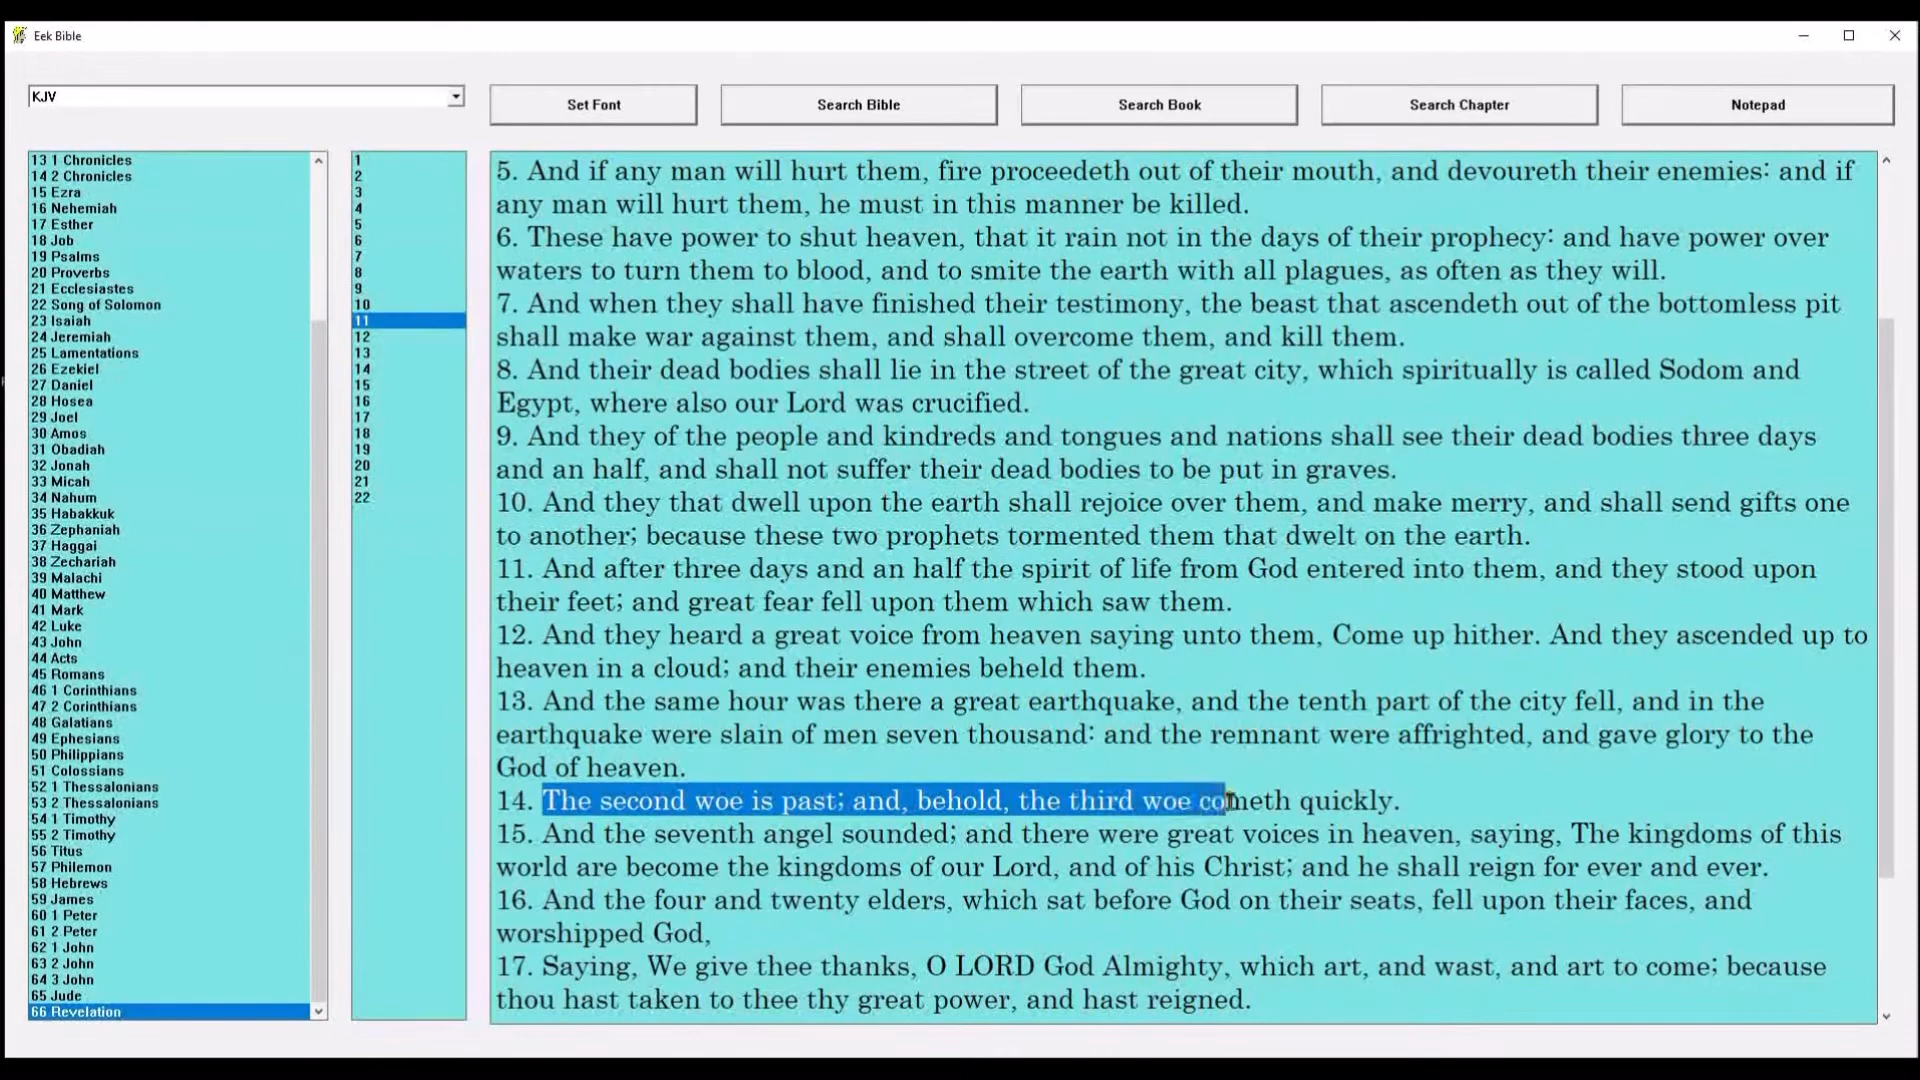 Eek Bible
KJV
Set Font
Search Bible
Search Book
Search Chapter
Notepad
13 1 Chronicles
14 2 Chronicles
15 Ezra
16 Nehemiah
17 Esther
18 Job
19 Psalms
20 Proverbs
21 Ecclesiastes
22 Song of Solomon
23 Isaiah
24 Jeremiah
25 Lamentations
26 Ezekiel
27 Daniel
28 Hosea
29 Joel
30 Amos
31 Obadiah
32 Jonah
33 Micah
34 Nahum
35 Habakkuk
36 Zephaniah
37 Haggai
38 Zechariah
39 Malachi
40 Matthew
41 Mark
42 Luke
43 John
44 Acts
45 Romans
46 1 Corinthians
47 2 Corinthians
48 Galatians
49 Ephesians
50 Philippians
51 Colossians
52 1 Thessalonians
53 2 Thessalonians
54 1 Timothy
55 2 Timothy
56 Titus
57 Philemon
58 Hebrews
59 James
60 1 Peter
61 2 Peter
62 1 John
63 2 John
64 3 John
65 Jude
66 Revelation
1
2
3
4
5
6
7
8
9
10
11
12
13
14
15
16
17
18
19
20
21
22
5. And if any man will hurt them, fire proceedeth out of their mouth, and devoureth their enemies: and if
any man will hurt them, he must in this manner be killed.
6. These have power to shut heaven, that it rain not in the days of their prophecy: and have power over
waters to turn them to blood, and to smite the earth with all plagues, as often as they will.
7. And when they shall have finished their testimony, the beast that ascendeth out of the bottomless pit
shall make war against them, and shall overcome them, and kill them.
8. And their dead bodies shall lie in the street of the great city, which spiritually is called Sodom and
Egypt, where also our Lord was crucified.
9. And they of the people and kindreds and tongues and nations shall see their dead bodies three days
and an half, and shall not suffer their dead bodies to be put in graves.
10. And they that dwell upon the earth shall rejoice over them, and make merry, and shall send gifts one
to another; because these two prophets tormented them that dwelt on the earth.
11. And after three days and an half the spirit of life from God entered into them, and they stood upon
their feet; and great fear fell upon them which saw them.
12. And they heard a great voice from heaven saying unto them, Come up hither. And they ascended up to
heaven in a cloud; and their enemies beheld them.
13. And the same hour was there a great earthquake, and the tenth part of the city fell, and in the
earthquake were slain of men seven thousand: and the remnant were affrighted, and gave glory to the
God of heaven.
14. The second woe is past; and, behold, the third woe cometh quickly.
15. And the seventh angel sounded; and there were great voices in heaven, saying, The kingdoms of this
world are become the kingdoms of our Lord, and of his Christ; and he shall reign for ever and ever.
16. And the four and twenty elders, which sat before God on their seats, fell upon their faces, and
worshipped God,
17. Saying, We give thee thanks, O LORD God Almighty, which art, and wast, and art to come; because
thou hast taken to thee thy great power, and hast reigned.